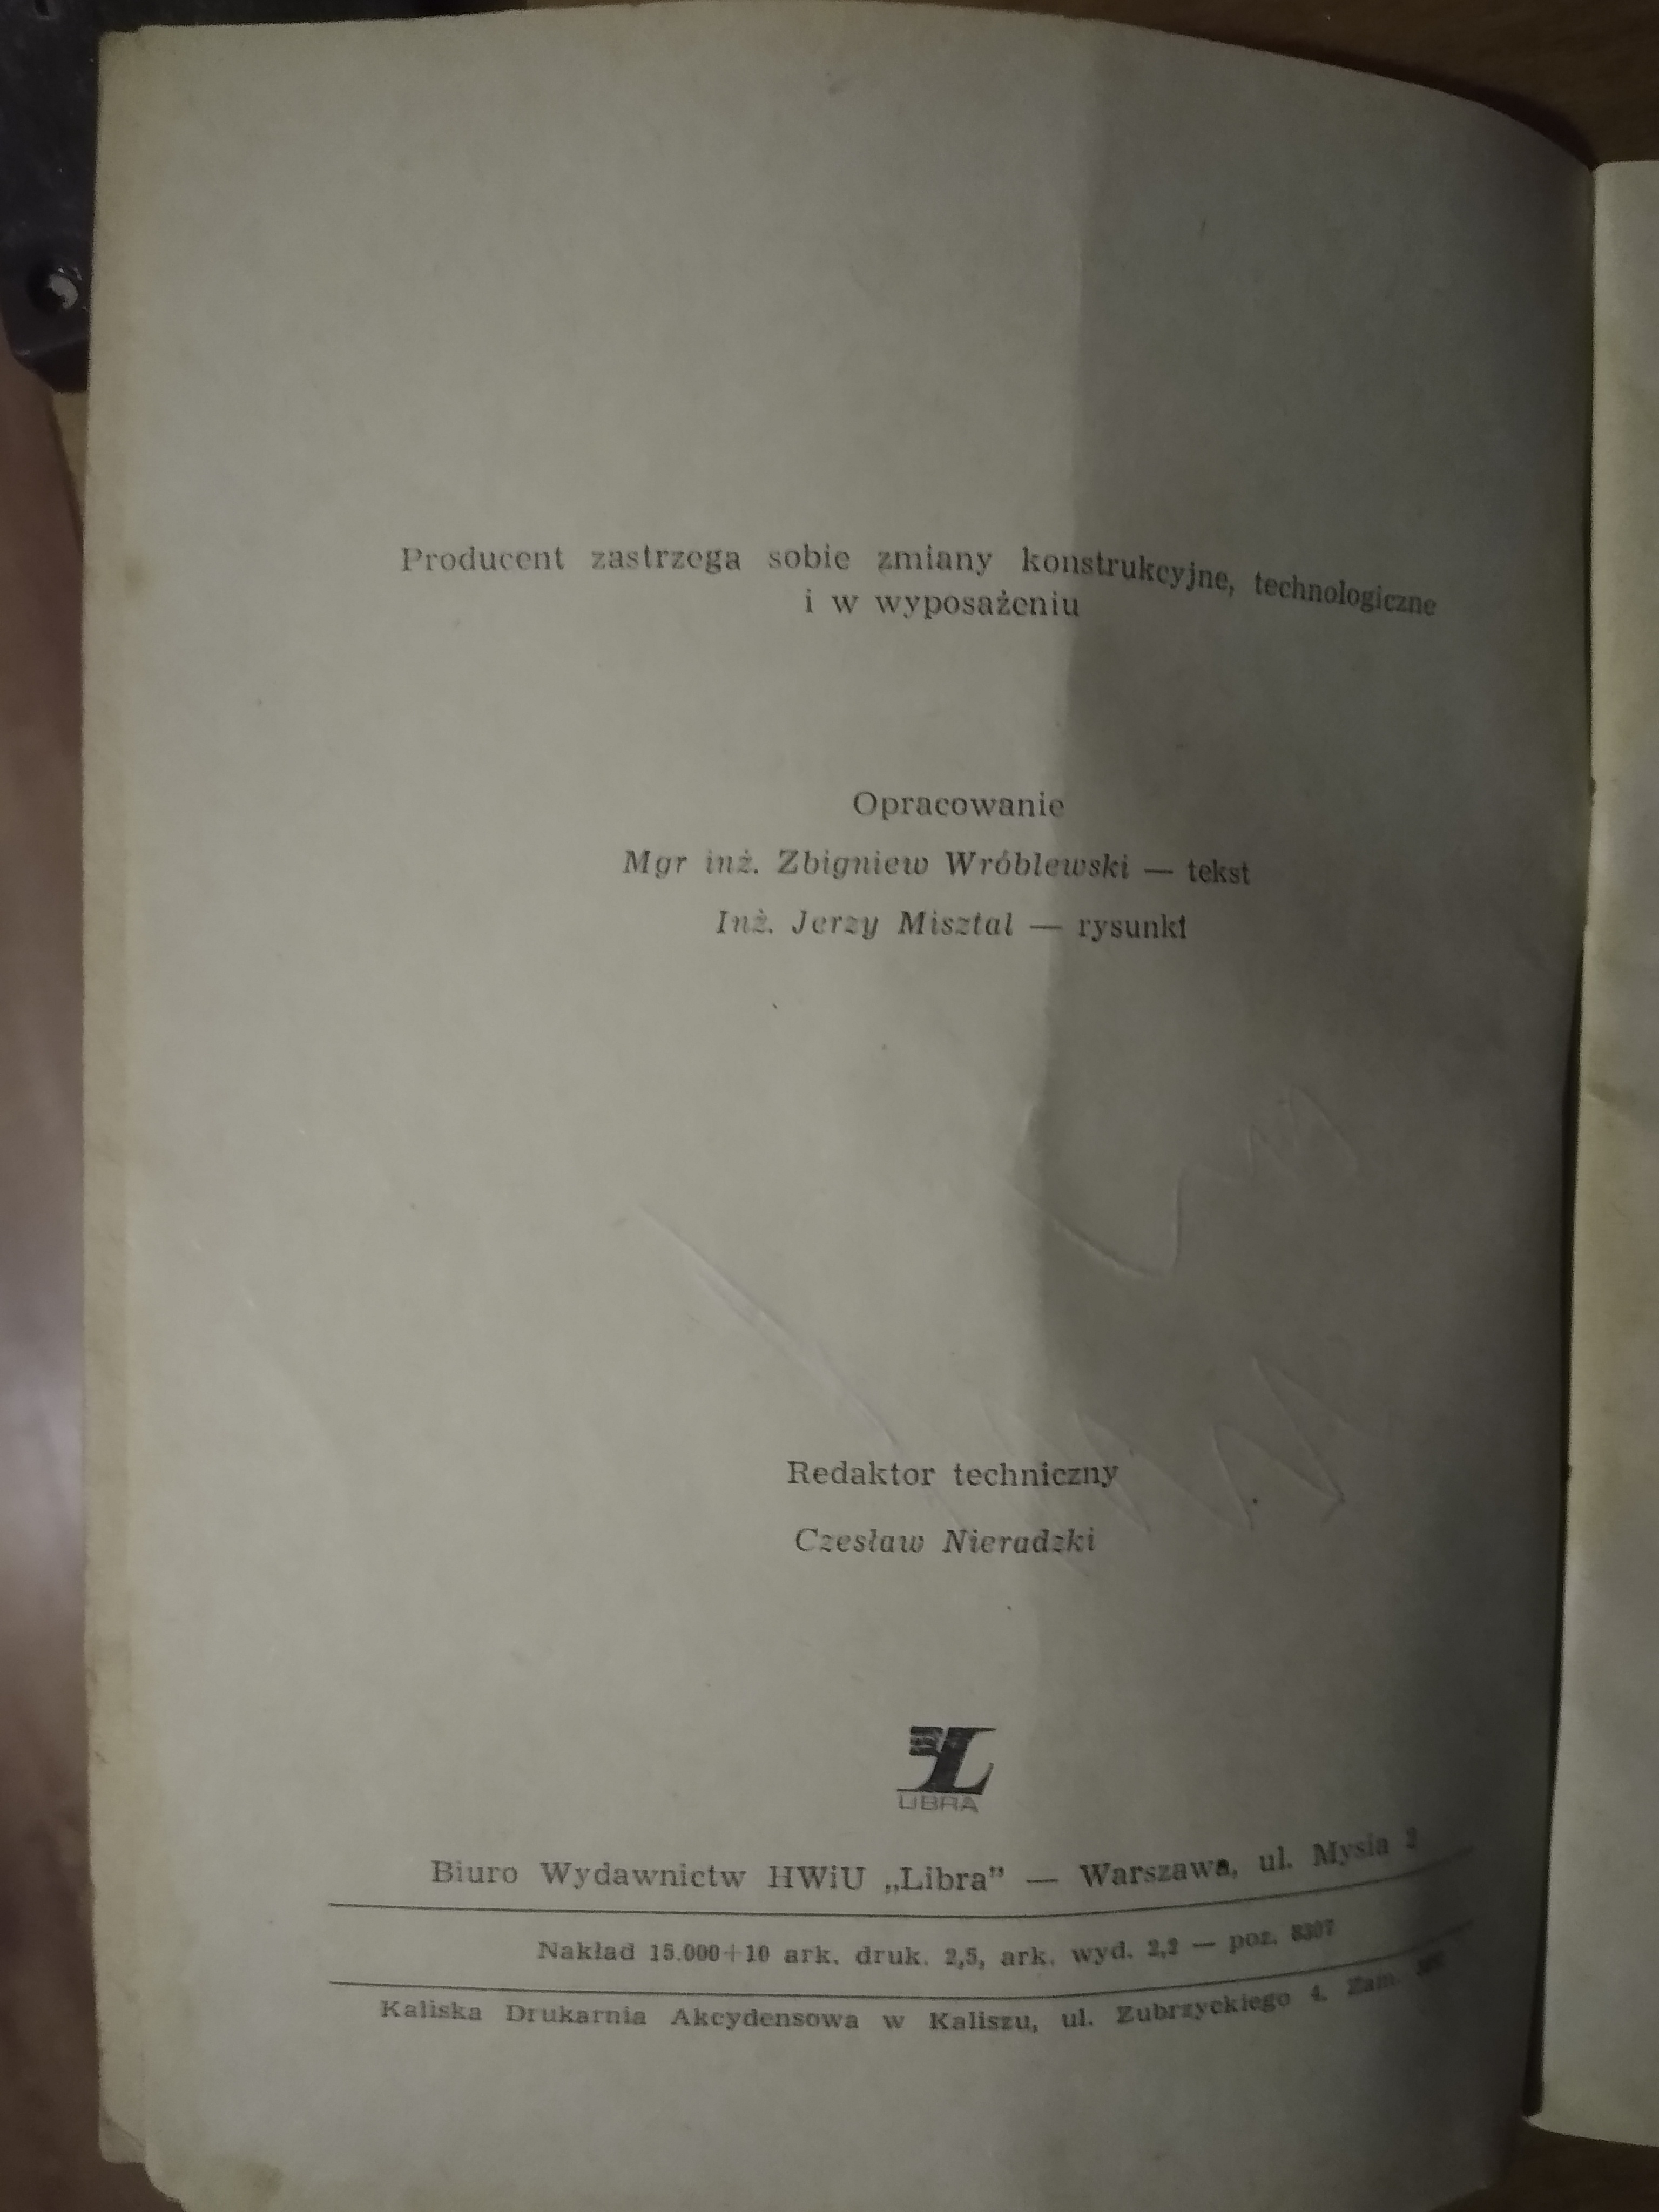 Producent zastrzega sobie zmiany konstrukcyjne, technologiczne
i w wyposażeniu
Opracowanie
Mgr inż. Zbigniew Wróblewski — tekst
Inż. Jerzy Misztal — rysunki
Redaktor techniczny
Czesław Nieradzki
LIBRA
Biuro Wydawnictw HWiU „Libra” — Warszawa, ul. Mysia 2
Nakład 15.000+10 ark. druk. 2,5, ark. wyd. 2,2 — poz. 8307
Kaliska Drukarnia Akcydensowa w Kaliszu, ul. Zubrzyckiego 4. Zam.